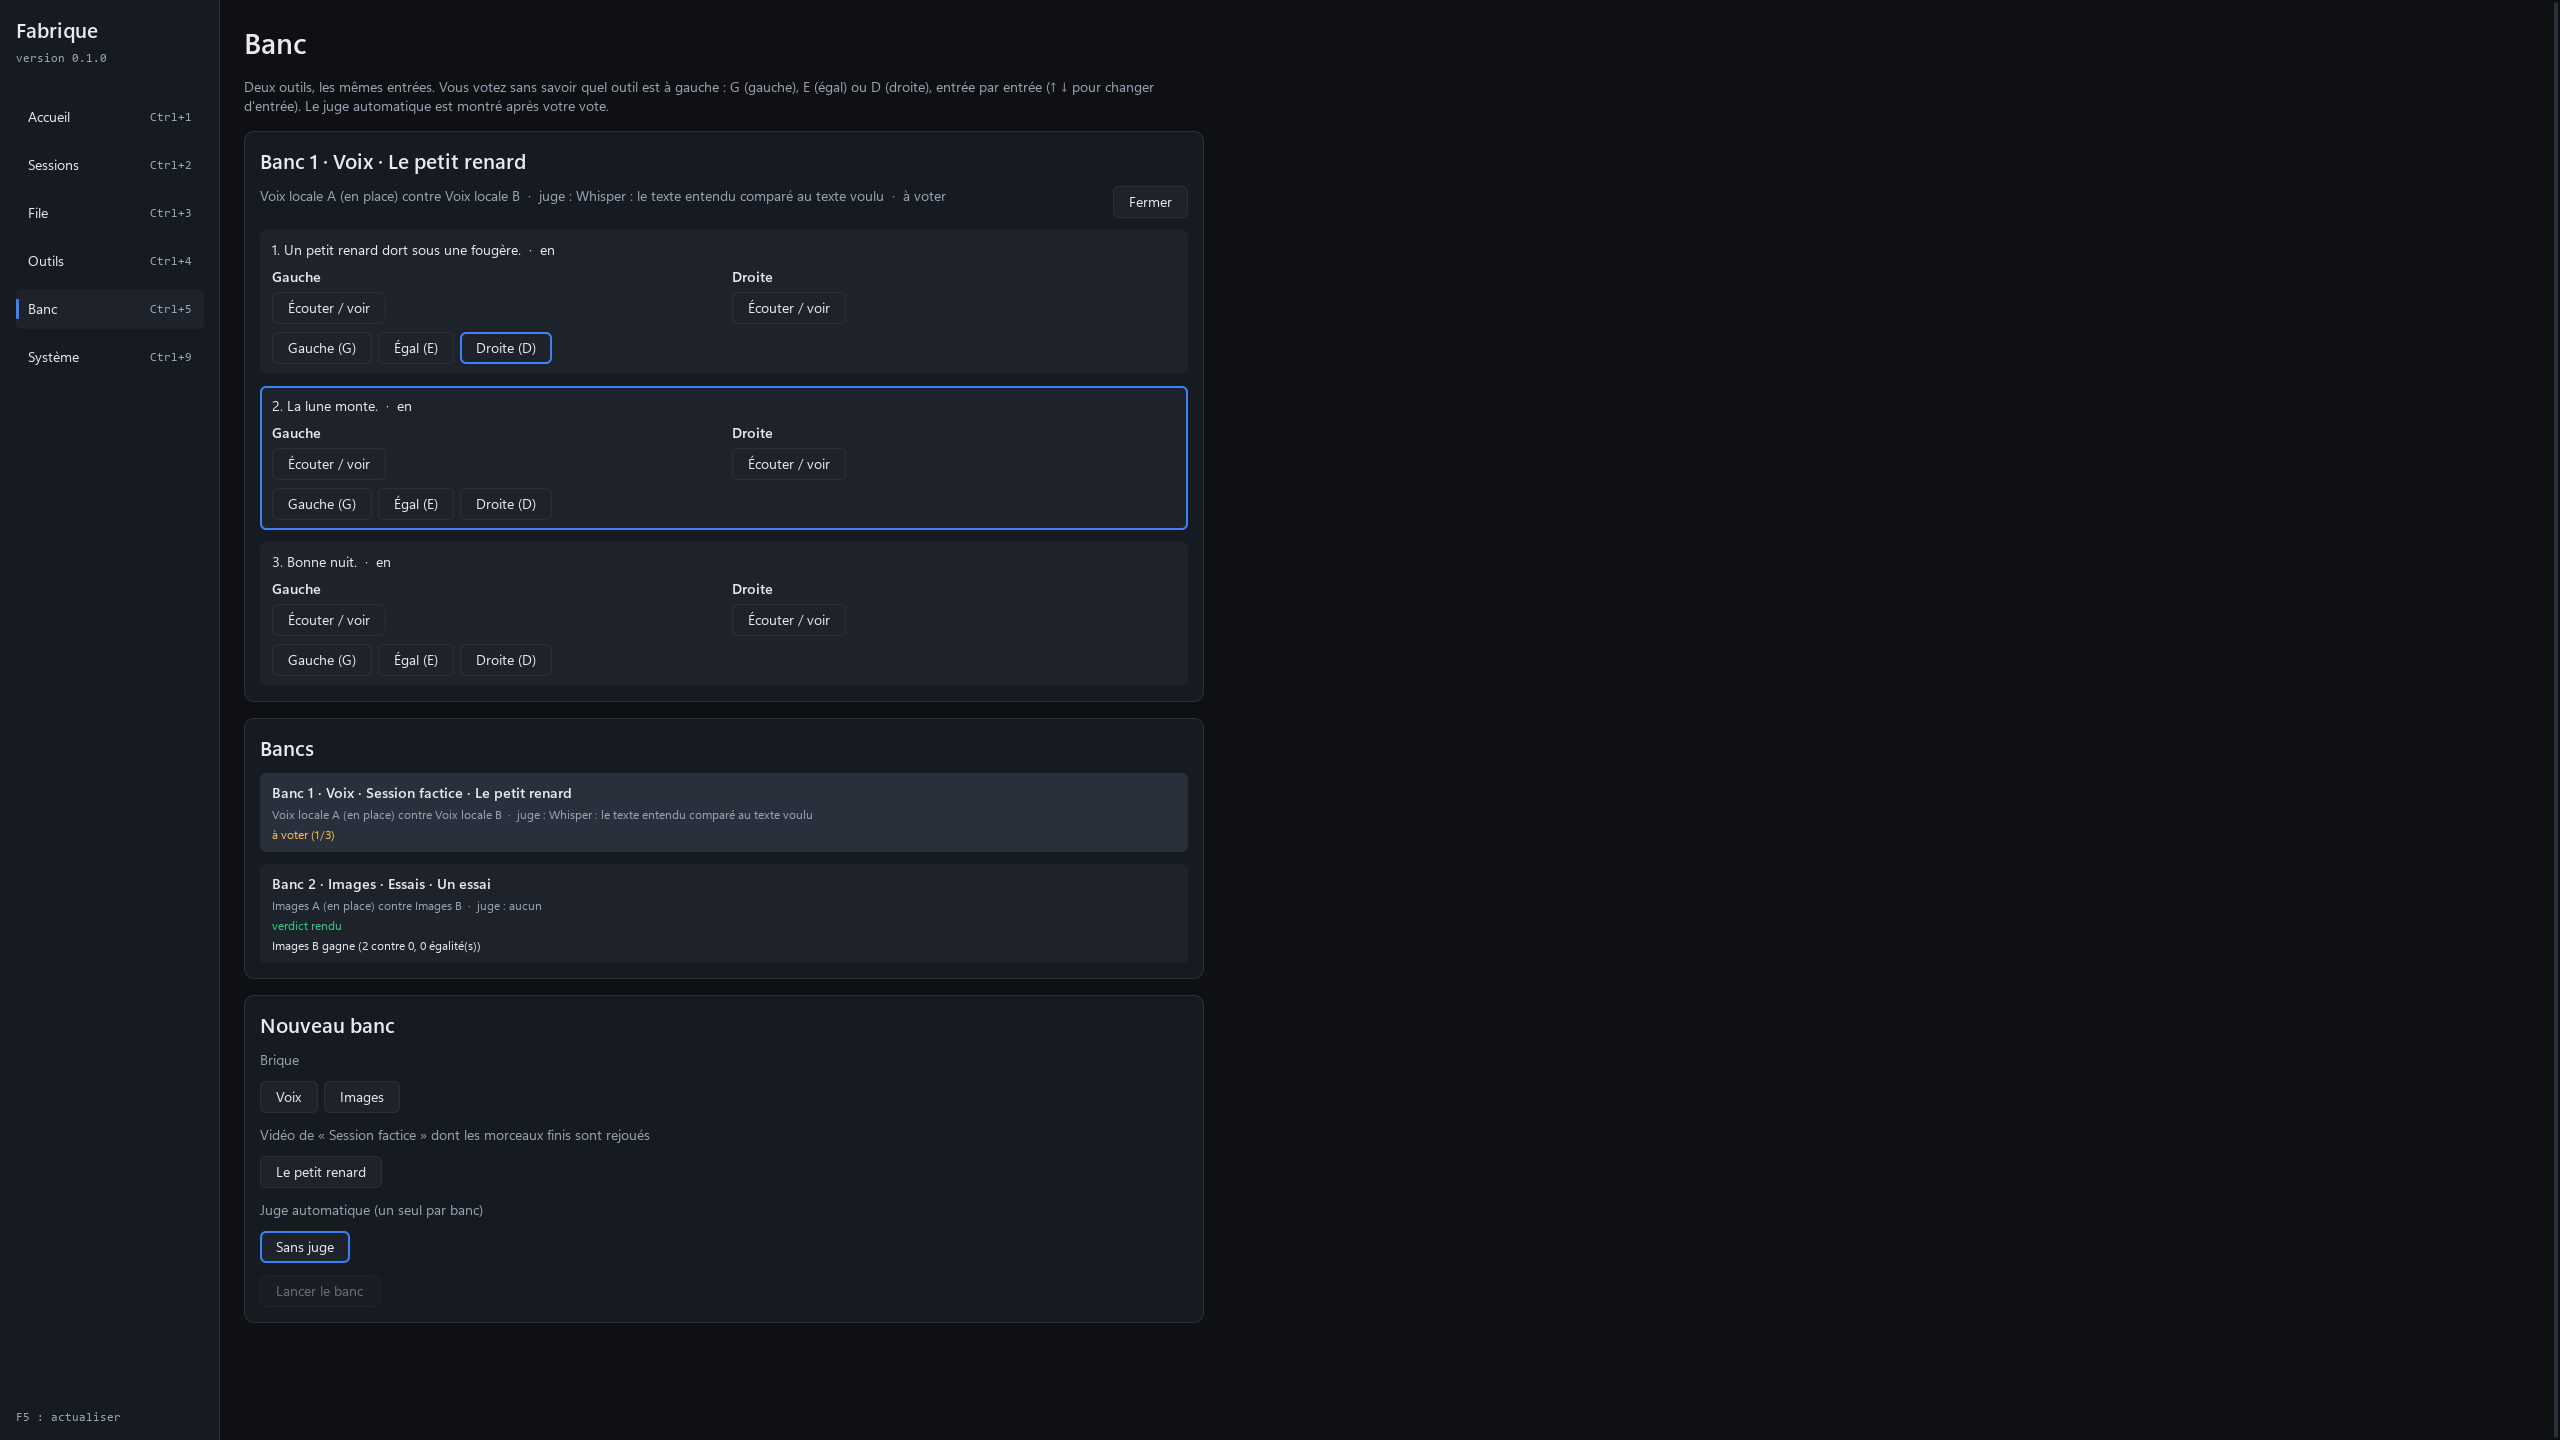 Fabrique
version 0.1.0
Accueil Ctrl+1
Sessions Ctrl+2
File Ctrl+3
Outils Ctrl+4
Banc Ctrl+5
Système Ctrl+9
F5 : actualiser
Banc
Deux outils, les mêmes entrées. Vous votez sans savoir quel outil est à gauche : G (gauche), E (égal) ou D (droite), entrée par entrée (↑ ↓ pour changer
d'entrée). Le juge automatique est montré après votre vote.
Banc 1 · Voix · Le petit renard
Voix locale A (en place) contre Voix locale B · juge : Whisper : le texte entendu comparé au texte voulu · à voter
Fermer
1. Un petit renard dort sous une fougère. · en
Gauche Droite
Écouter / voir Écouter / voir
Gauche (G) Égal (E) Droite (D)
2. La lune monte. · en
Gauche Droite
Écouter / voir Écouter / voir
Gauche (G) Égal (E) Droite (D)
3. Bonne nuit. · en
Gauche Droite
Écouter / voir Écouter / voir
Gauche (G) Égal (E) Droite (D)
Bancs
Banc 1 · Voix · Session factice · Le petit renard
Voix locale A (en place) contre Voix locale B · juge : Whisper : le texte entendu comparé au texte voulu
à voter (1/3)
Banc 2 · Images · Essais · Un essai
Images A (en place) contre Images B · juge : aucun
verdict rendu
Images B gagne (2 contre 0, 0 égalité(s))
Nouveau banc
Brique
Voix Images
Vidéo de « Session factice » dont les morceaux finis sont rejoués
Le petit renard
Juge automatique (un seul par banc)
Sans juge
Lancer le banc